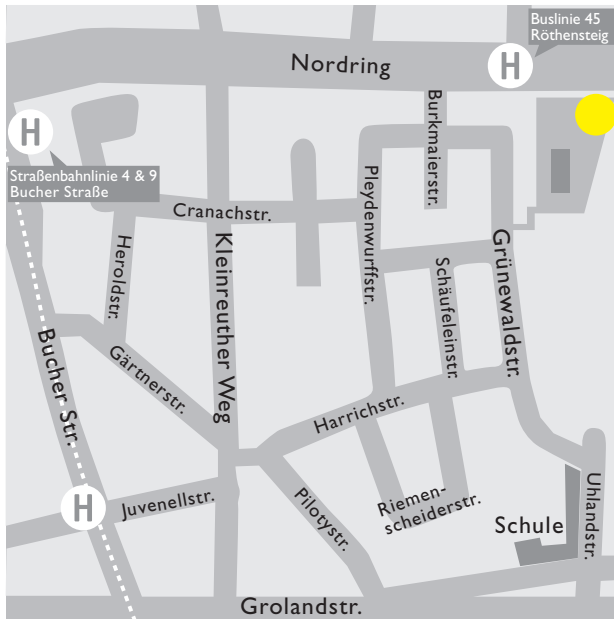 Buslinie 45
Röthensteig
H
Nordring
H
Straßenbahnlinie 4 & 9
Bucher Straße
Burkmaierstr.
Cranachstr.
Pleydenwurffstr.
Heroldstr.
Kleinreuther Weg
Grünewaldstr.
Schäufeleinstr.
Bucher Str.
Gärtnerstr.
Harrichstr.
H
Juvenellstr.
Pilotystr.
Riemen-
scheiderstr.
Schule
Uhlandstr.
Grolandstr.